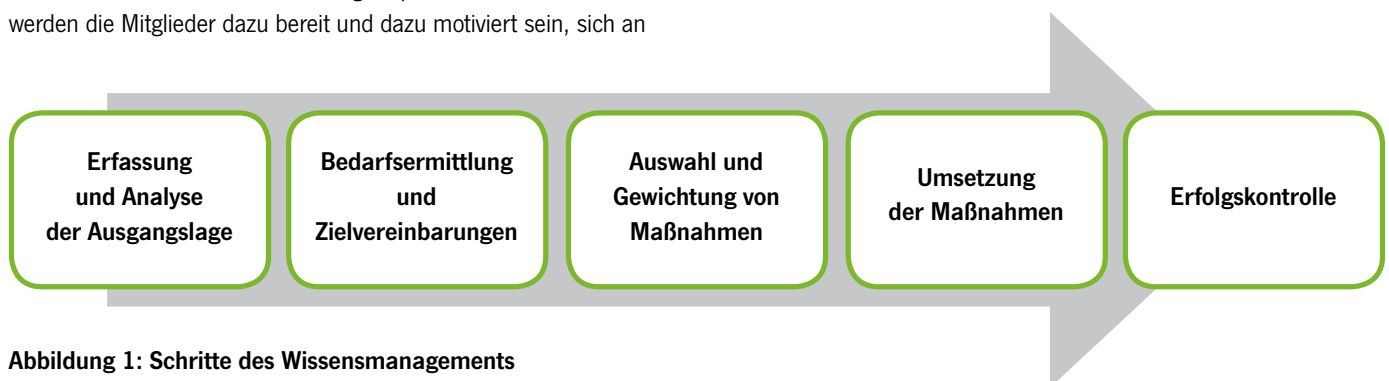 werden die Mitglieder dazu bereit und dazu motiviert sein, sich an
Erfassung
und Analyse
der Ausgangslage
Bedarfsermittlung
und
Zielvereinbarungen
Auswahl und
Gewichtung von
Maßnahmen
Umsetzung
der Maßnahmen
Erfolgskontrolle
Abbildung 1: Schritte des Wissensmanagements